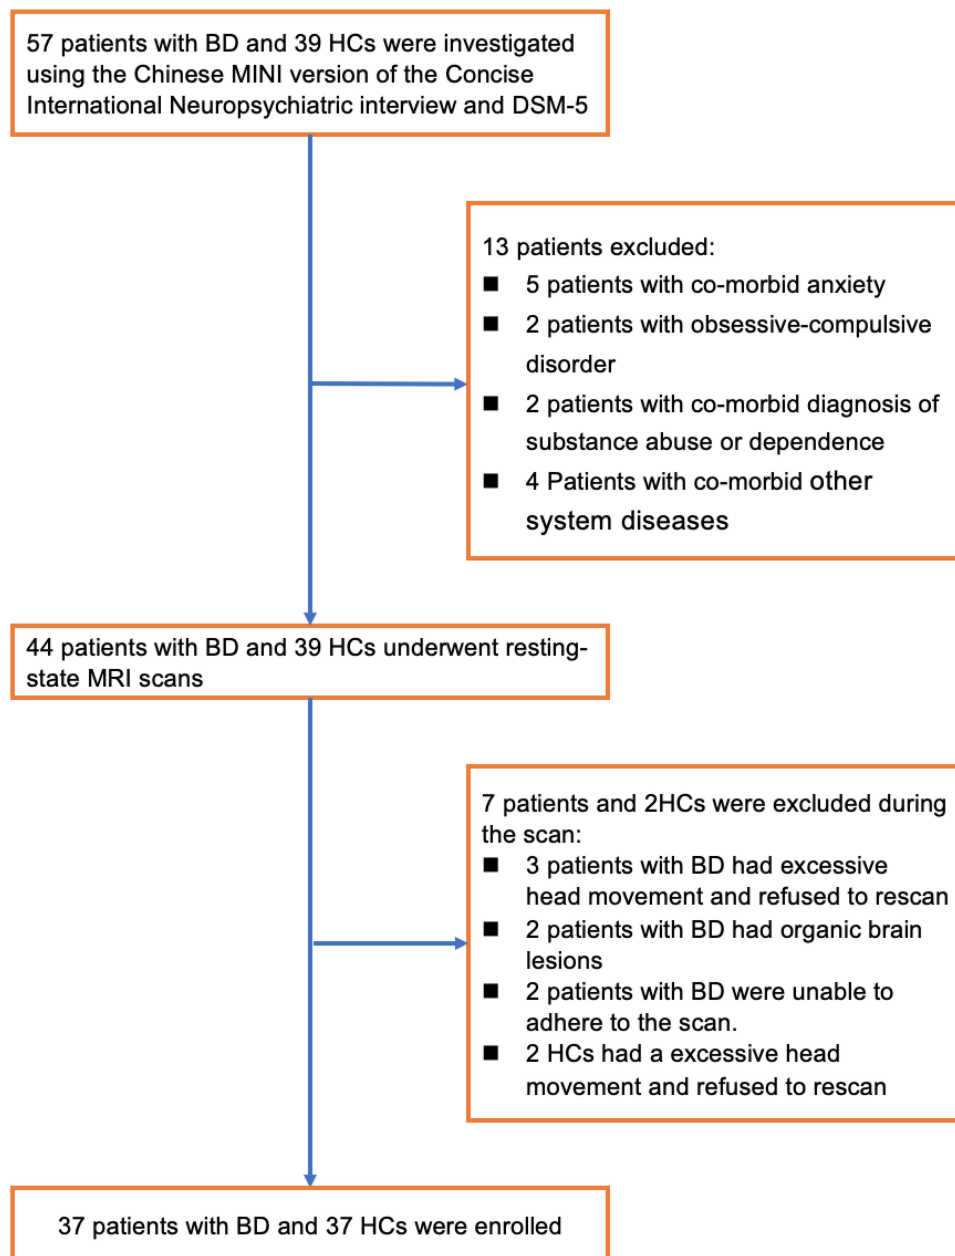 57 patients with BD and 39 HCs were investigated
using the Chinese MINI version of the Concise
International Neuropsychiatric interview and DSM-5
13 patients excluded:
■ 5 patients with co-morbid anxiety
■ 2 patients with obsessive-compulsive
disorder
■ 2 patients with co-morbid diagnosis of
substance abuse or dependence
■ 4 Patients with co-morbid other
system diseases
44 patients with BD and 39 HCs underwent resting-
state MRI scans
7 patients and 2HCs were excluded during
the scan:
■ 3 patients with BD had excessive
head movement and refused to rescan
■ 2 patients with BD had organic brain
lesions
■ 2 patients with BD were unable to
adhere to the scan.
■ 2 HCs had a excessive head
movement and refused to rescan
37 patients with BD and 37 HCs were enrolled